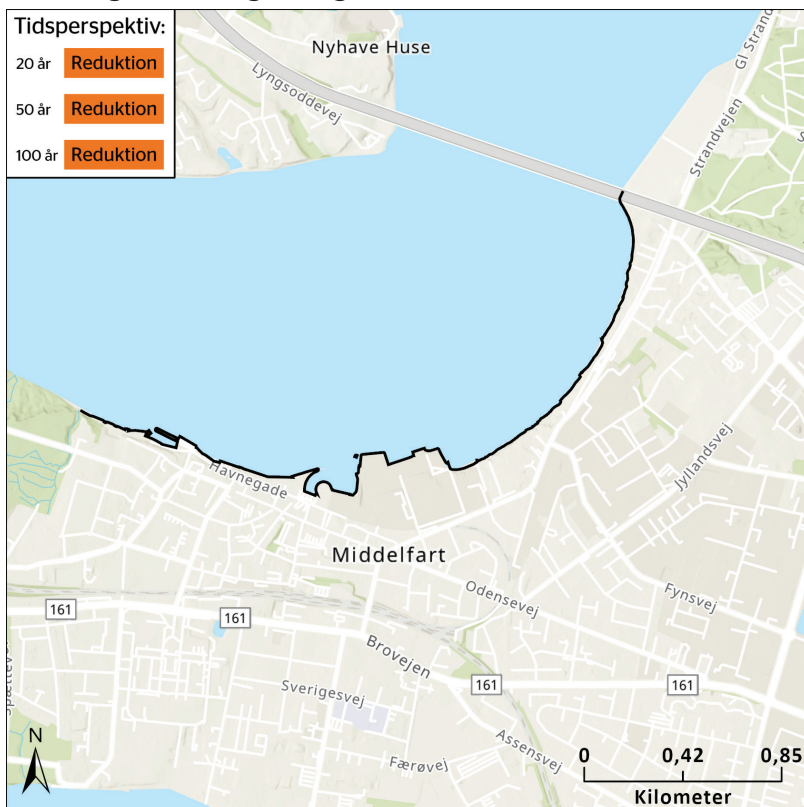 Tidsperspektiv:
20 år Reduktion
50 år Reduktion
100 år Reduktion
Nyhave Huse
Lyngsoddevej
Gl Strand
Strandvejen
Havnegade
Jyllandsvej
Middelfart
Odensevej
Fynsvej
161
161
Brovejen
161
161
Sverigesvej
Assensvej
Færøvej
N
0 0,42 0,85
Kilometer